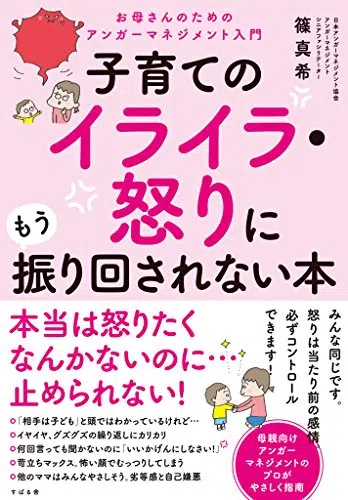 お母さんのための
アンガーマネジメント入門
日本アンガーマネジメント協会
アンガーマネジメント
シニアファシリテーター
篠 真希
子育ての
イライラ・
怒りに
もう
振り回されない本
みんな同じです。
怒りは当たり前の感情
必ずコントロール
できます!
本当は怒りたく
なんかないのに…
止められない!
●「相手は子ども」と頭ではわかっているけれど…
●イヤイヤ、グズグズの繰り返しにカリカリ
●何回言っても聞かないのに「いいかげんにしない!」
●苛立ちマックス、怖い顔でむっつりしてしまう
●他のママはみんなやさしそう。劣等感と自己嫌悪
母親向け
アンガー
マネジメントの
プロが
やさしく指南
すばる舎